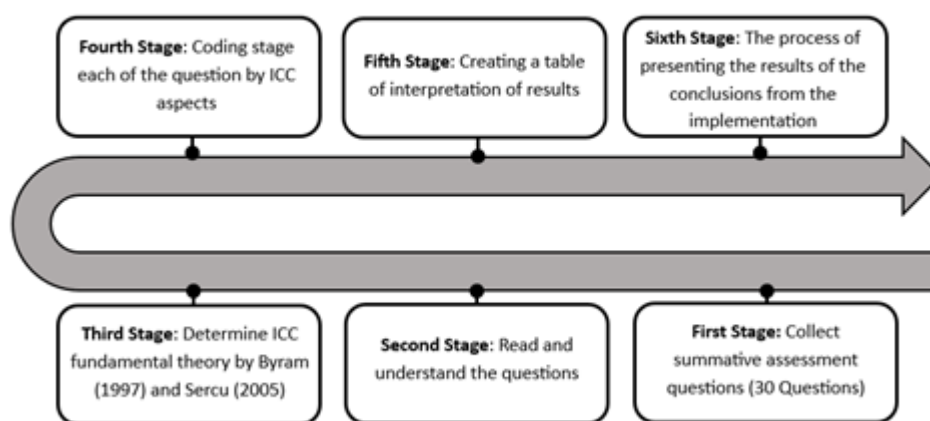 Fourth Stage: Coding stage
each of the question by ICC
aspects
Fifth Stage: Creating a table
of interpretation of results
Sixth Stage: The process of
presenting the results of the
conclusions from the
implementation
Third Stage: Determine ICC
fundamental theory by Byram
(1997) and Sercu (2005)
Second Stage: Read and
understand the questions
First Stage: Collect
summative assessment
questions (30 Questions)